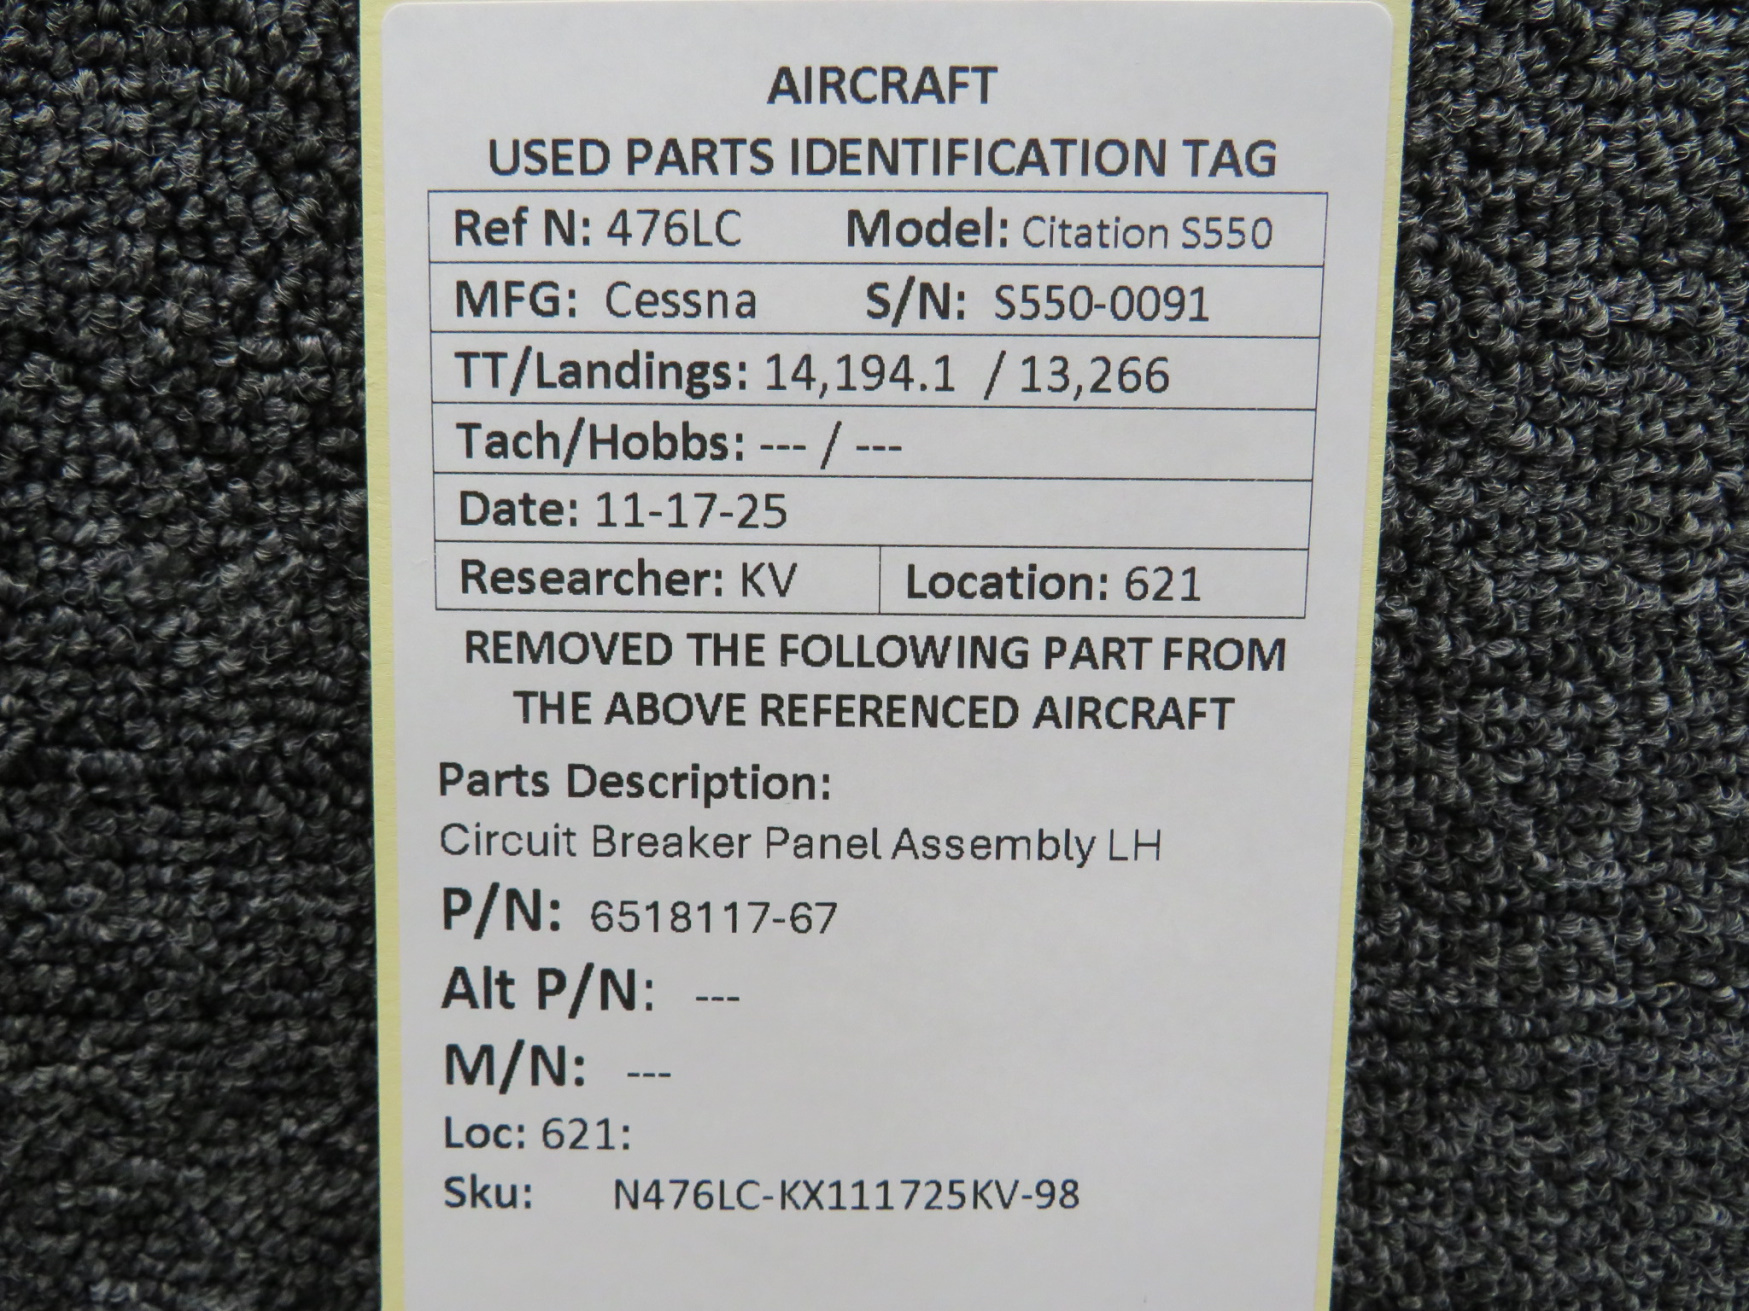 AIRCRAFT
USED PARTS IDENTIFICATION TAG
Ref N: 476LC Model: Citation S550
MFG: Cessna S/N: S550-0091
TT/Landings: 14,194.1 / 13,266
Tach/Hobbs: --- / ---
Date: 11-17-25
Researcher: KV Location: 621
REMOVED THE FOLLOWING PART FROM
THE ABOVE REFERENCED AIRCRAFT
Parts Description:
Circuit Breaker Panel Assembly LH
P/N: 6518117-67
Alt P/N: ---
M/N: ---
Loc: 621:
Sku: N476LC-KX111725KV-98